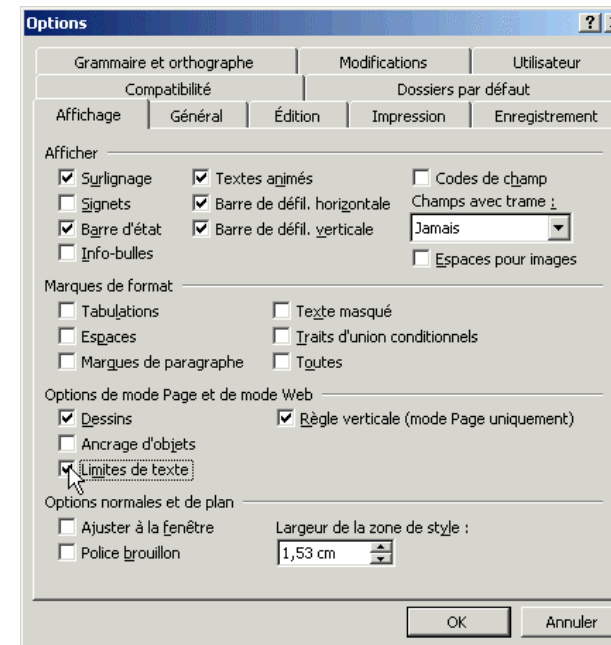 Options
Grammaire et orthographe Modifications Utilisateur
Compatibilité Dossiers par défaut
Affichage Général Édition Impression Enregistrement
Afficher
Surlignage Textes animés Codes de champ
Signets Barre de défil. horizontale Champs avec trame :
Barre d'état Barre de défil. verticale Jamais
Info-bulles Espaces pour images
Marques de format
Tabulations Texte masqué
Espaces Traits d'union conditionnels
Marques de paragraphe Toutes
Options de mode Page et de mode Web
Dessins Règle verticale (mode Page uniquement)
Ancrage d'objets
Limites de texte
Options normales et de plan
Ajuster à la fenêtre Largeur de la zone de style :
Police brouillon 1,53 cm
OK Annuler